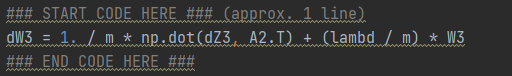 ### START CODE HERE ### (approx. 1 line)
dW3 = 1. / m * np.dot(dZ3, A2.T) + (lambd / m) * W3
### END CODE HERE ###